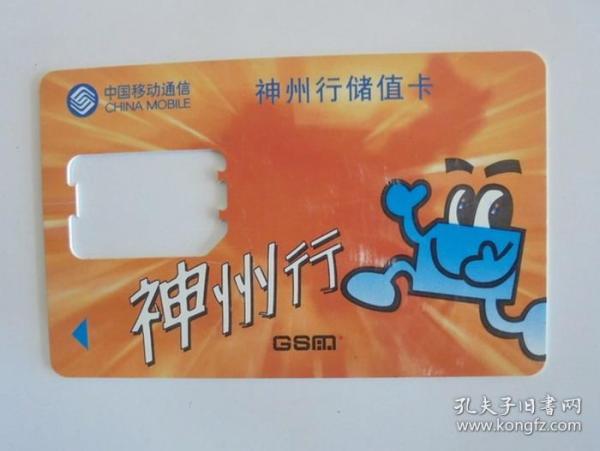 中国移动通信
CHINA MOBILE
神州行储值卡
神州行
GSM
孔夫子旧書网
www.kongfz.com